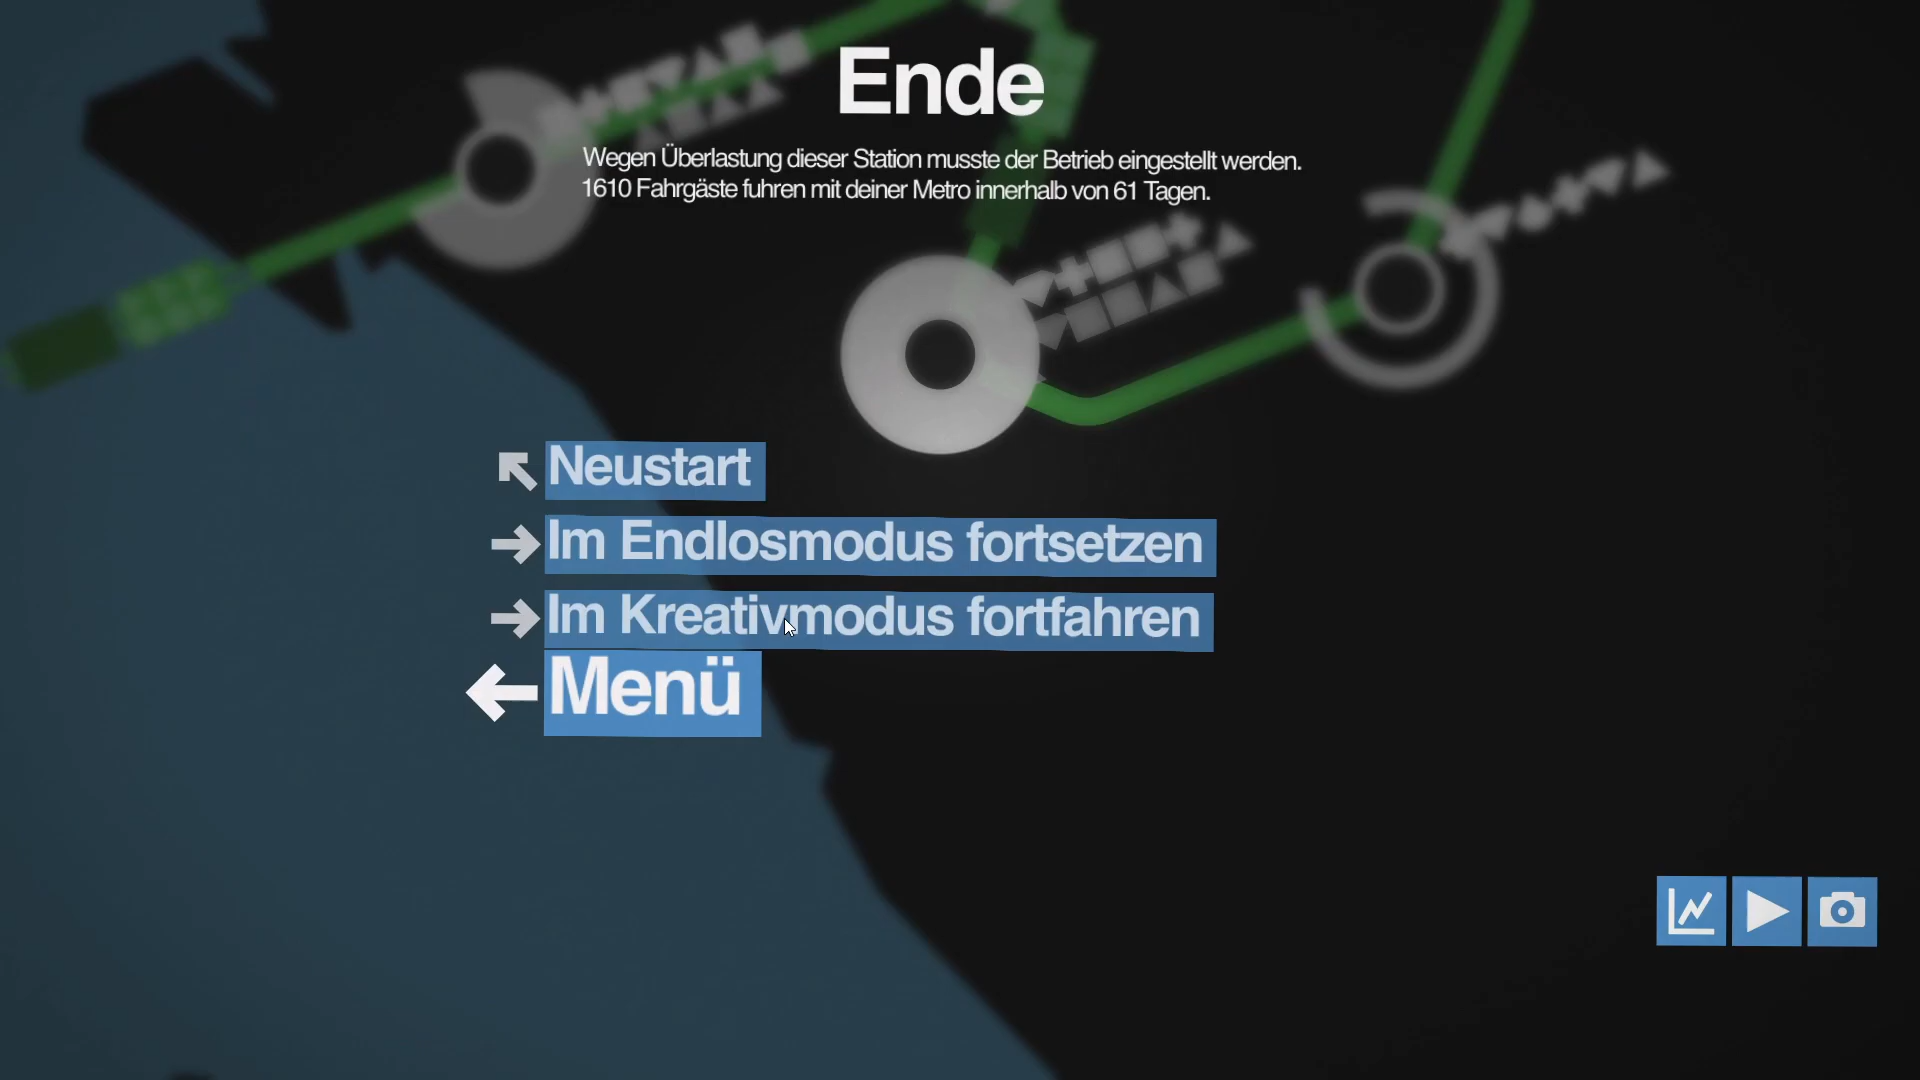 Ende
Wegen Überlastung dieser Station musste der Betrieb eingestellt werden.
1610 Fahrgäste fuhren mit deiner Metro innerhalb von 61 Tagen.
Neustart
Im Endlosmodus fortsetzen
Im Kreativmodus fortfahren
Menü